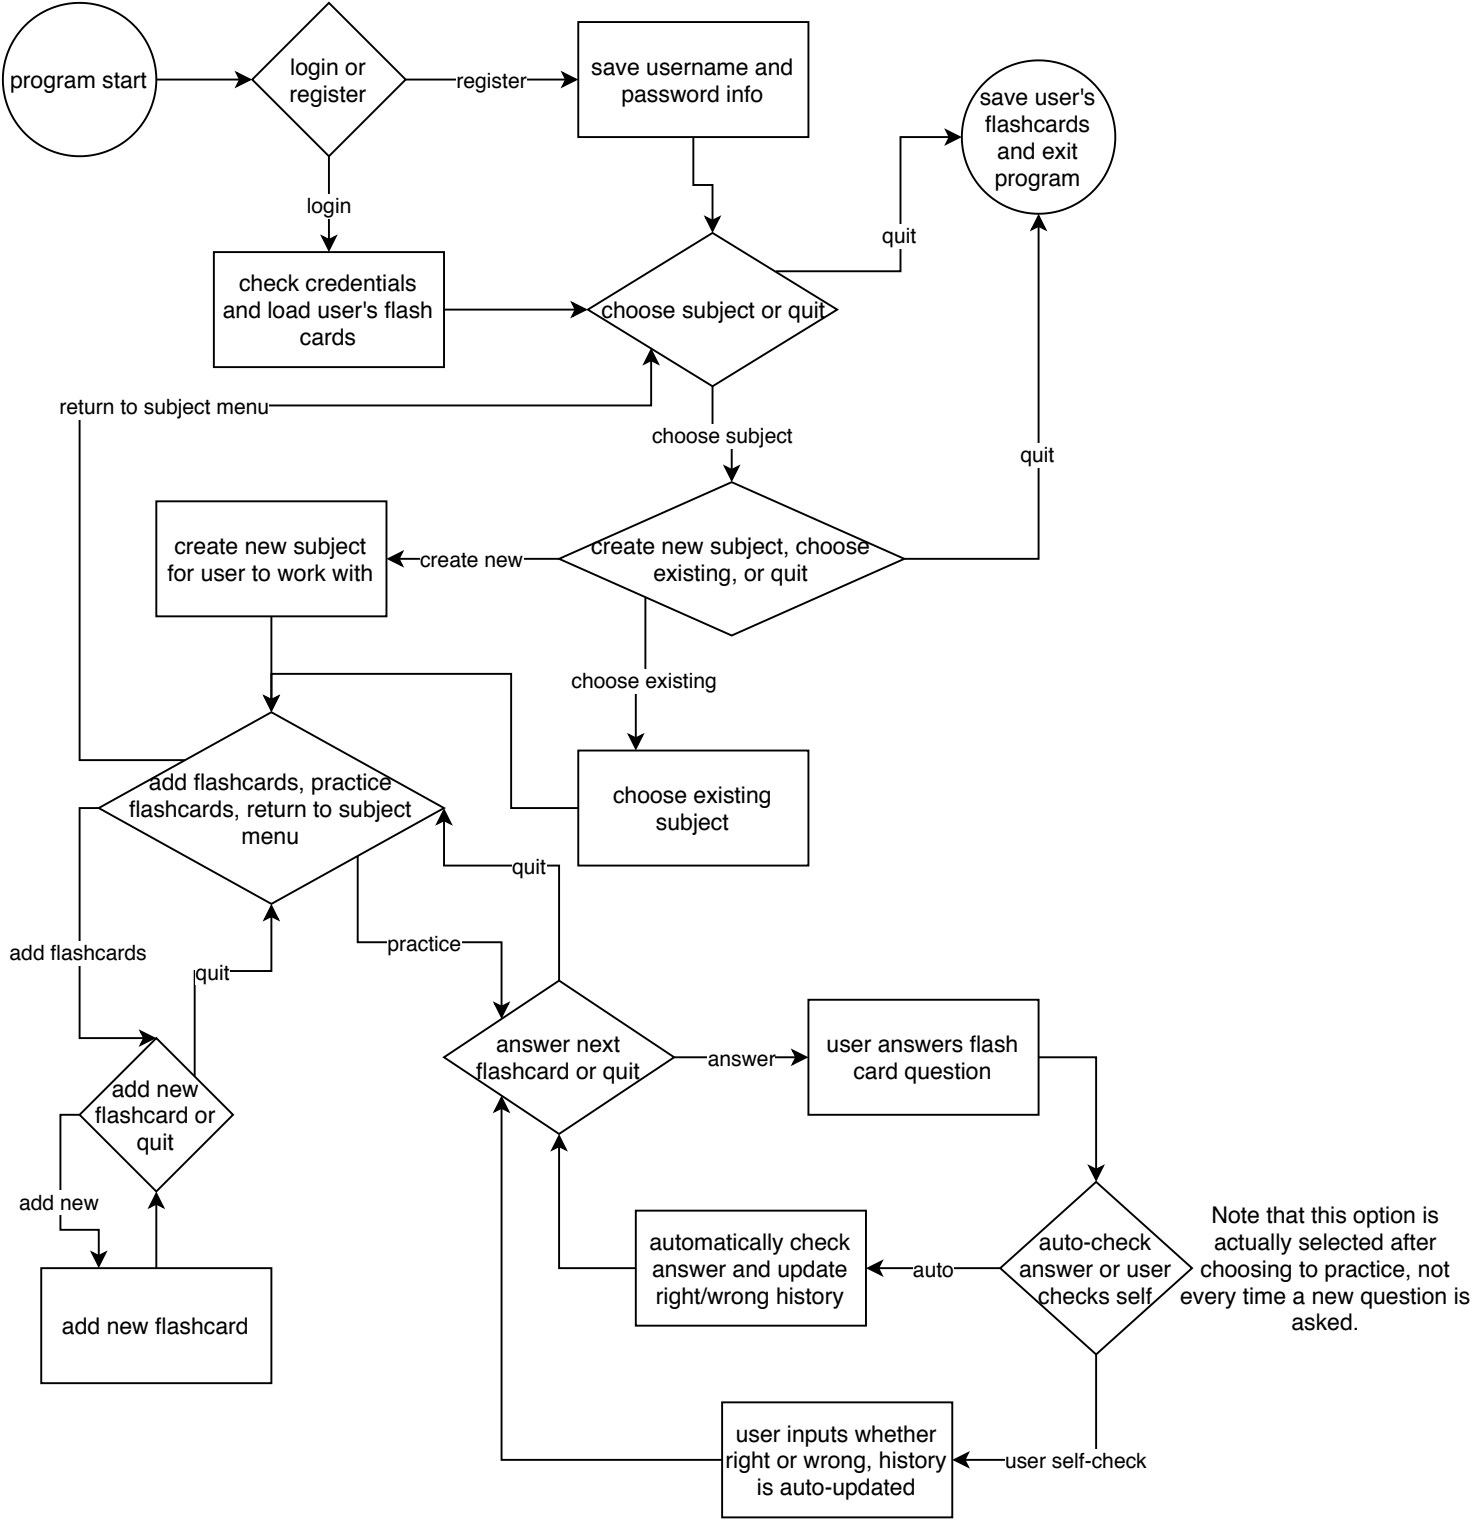 program start
login or
register
register
save username and
password info
save user's
flashcards
and exit
program
login
quit
check credentials
and load user's flash
cards
choose subject or quit
return to subject menu
choose subject
quit
create new subject
for user to work with
create new
create new subject, choose
existing, or quit
choose existing
add flashcards, practice
flashcards, return to subject
menu
choose existing
subject
quit
practice
add flashcards
quit
answer next
flashcard or quit
answer
user answers flash
card question
add new
flashcard or
quit
add new
add new flashcard
automatically check
answer and update
right/wrong history
auto
auto-check
answer or user
checks self
Note that this option is
actually selected after
choosing to practice, not
every time a new question is
asked.
user inputs whether
right or wrong, history
is auto-updated
user self-check